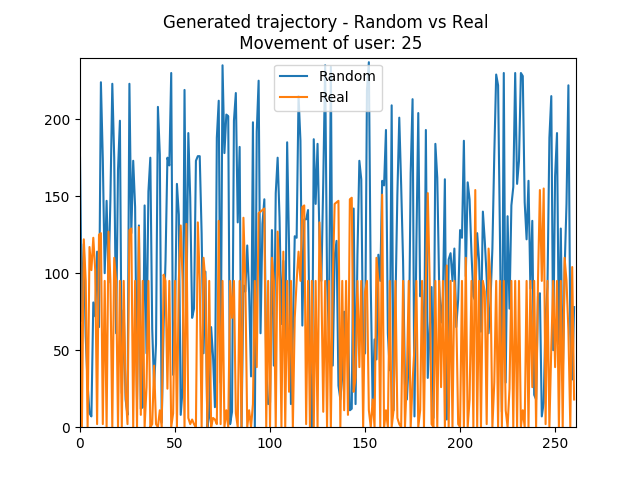 Generated trajectory - Random vs Real
Movement of user: 25
Random
Real
200
150
100
50
0
0 50 100 150 200 250